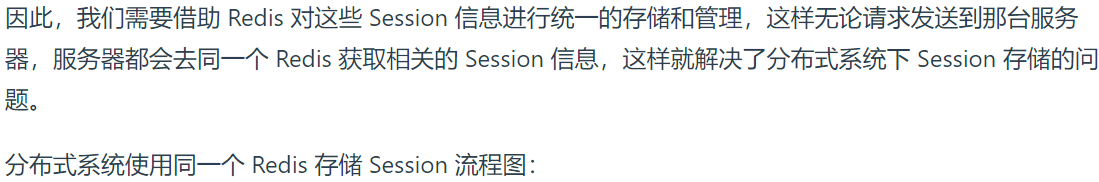 因此，我们需要借助 Redis 对这些 Session 信息进行统一的存储和管理，这样无论请求发送到那台服务
器，服务器都会去同一个 Redis 获取相关的 Session 信息，这样就解决了分布式系统下 Session 存储的问
题。
分布式系统使用同一个 Redis 存储 Session 流程图：